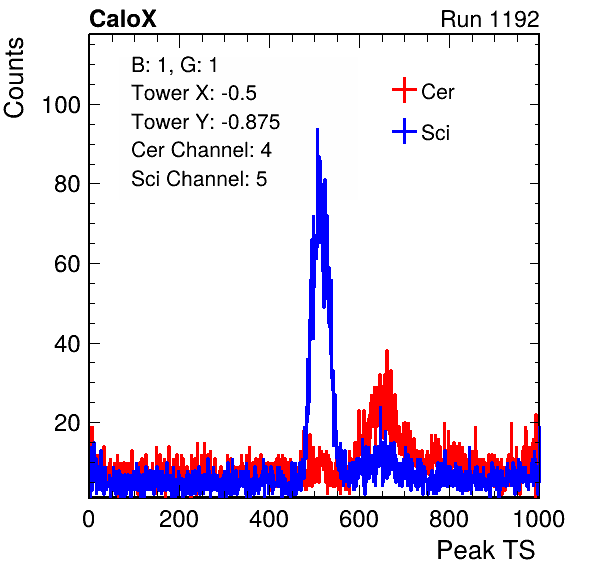 CaloX Run 1192
Counts
B: 1, G: 1
Tower X: -0.5
Tower Y: -0.875
Cer Channel: 4
Sci Channel: 5
Cer
Sci
100
80
60
40
20
0 200 400 600 800 1000
Peak TS